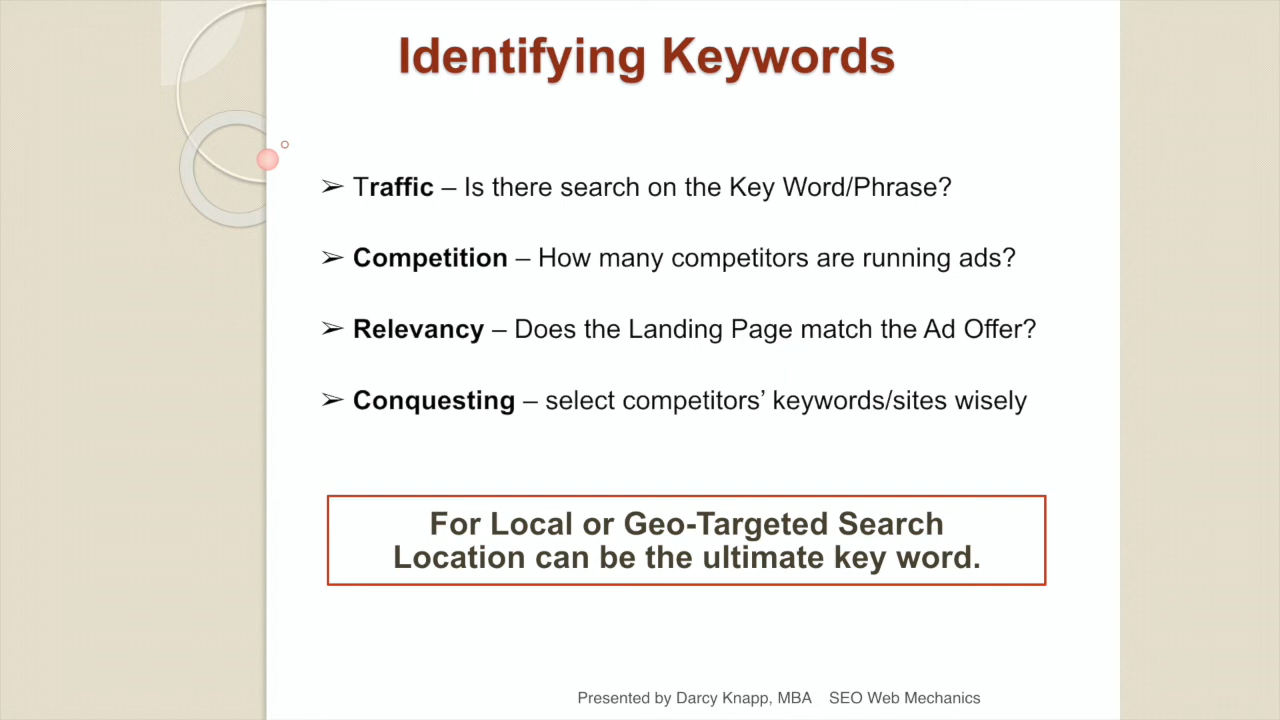 Identifying Keywords
➢ Traffic – Is there search on the Key Word/Phrase?
➢ Competition – How many competitors are running ads?
➢ Relevancy – Does the Landing Page match the Ad Offer?
➢ Conquesting – select competitors’ keywords/sites wisely
For Local or Geo-Targeted Search
Location can be the ultimate key word.
Presented by Darcy Knapp, MBA SEO Web Mechanics